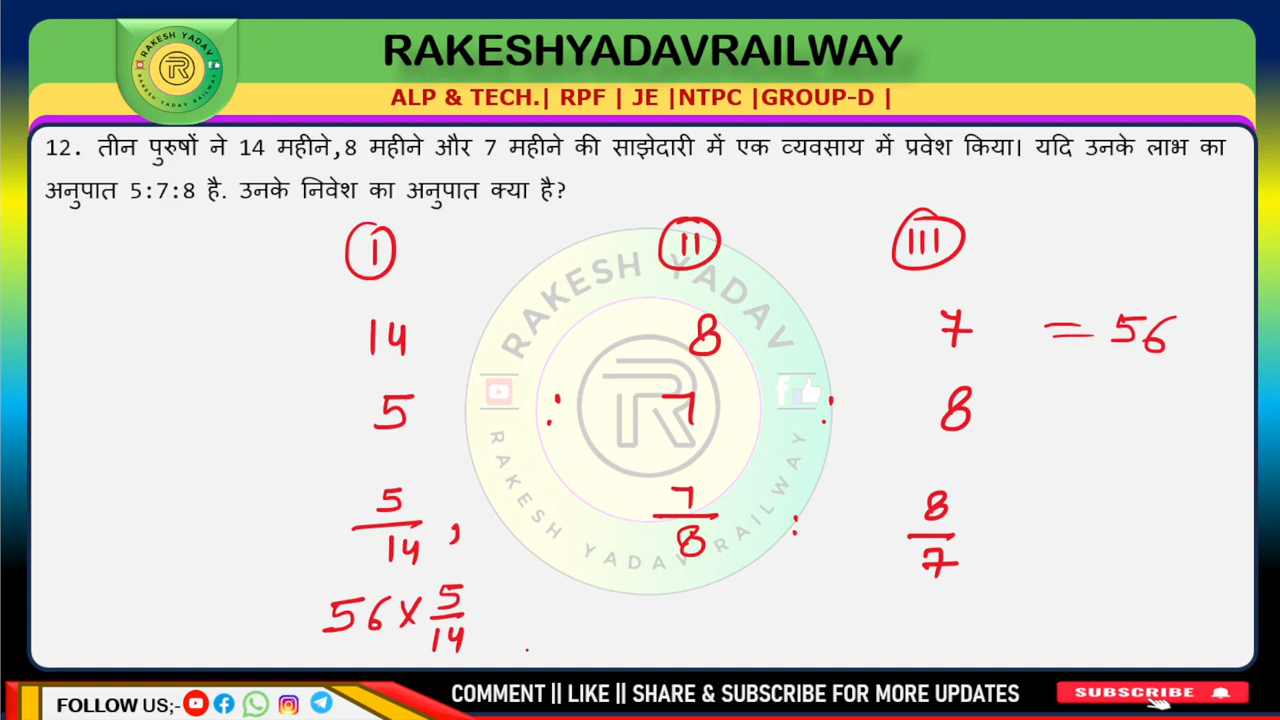 RAKESH YADAV
RAKESH YADAV RAILWAY
RAKESHYADAVRAILWAY
ALP & TECH.| RPF | JE |NTPC |GROUP-D |
12. तीन पुरुषों ने 14 महीने,8 महीने और 7 महीने की साझेदारी में एक व्यवसाय में प्रवेश किया। यदि उनके लाभ का
अनुपात 5:7:8 है. उनके निवेश का अनुपात क्या है?
I II III
14 8 7 = 56
5 : 7 : 8
5/14 , 7/8 : 8/7
56 × 5/14
RAKESH YADAV
RAKESH YADAV RAILWAY
FOLLOW US;-
COMMENT || LIKE || SHARE & SUBSCRIBE FOR MORE UPDATES
SUBSCRIBE